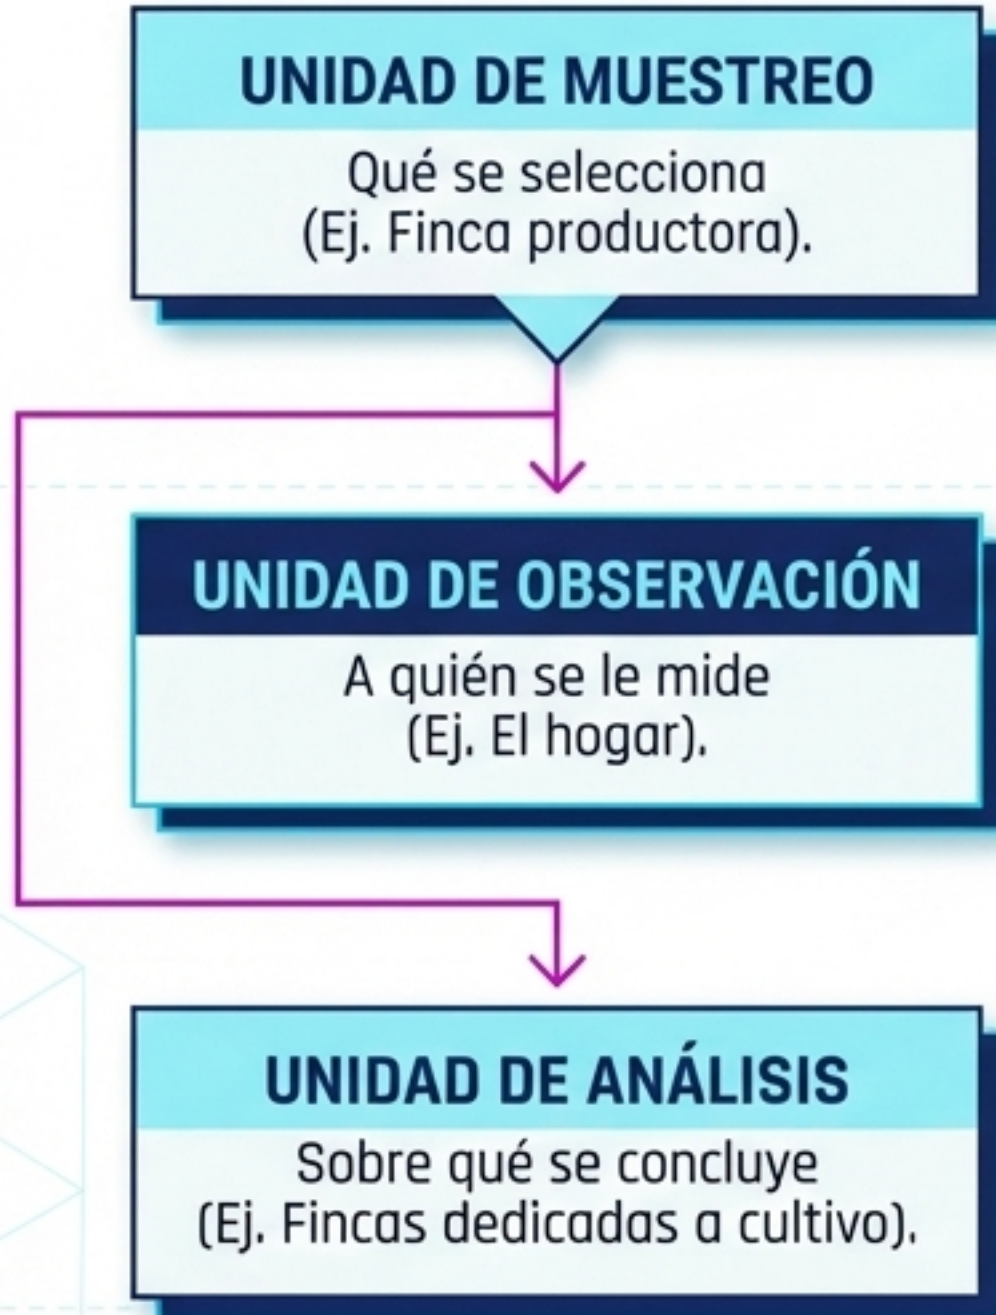 UNIDAD DE MUESTREO
Qué se selecciona
(Ej. Finca productora).
UNIDAD DE OBSERVACIÓN
A quién se le mide
(Ej. El hogar).
UNIDAD DE ANÁLISIS
Sobre qué se concluye
(Ej. Fincas dedicadas a cultivo).